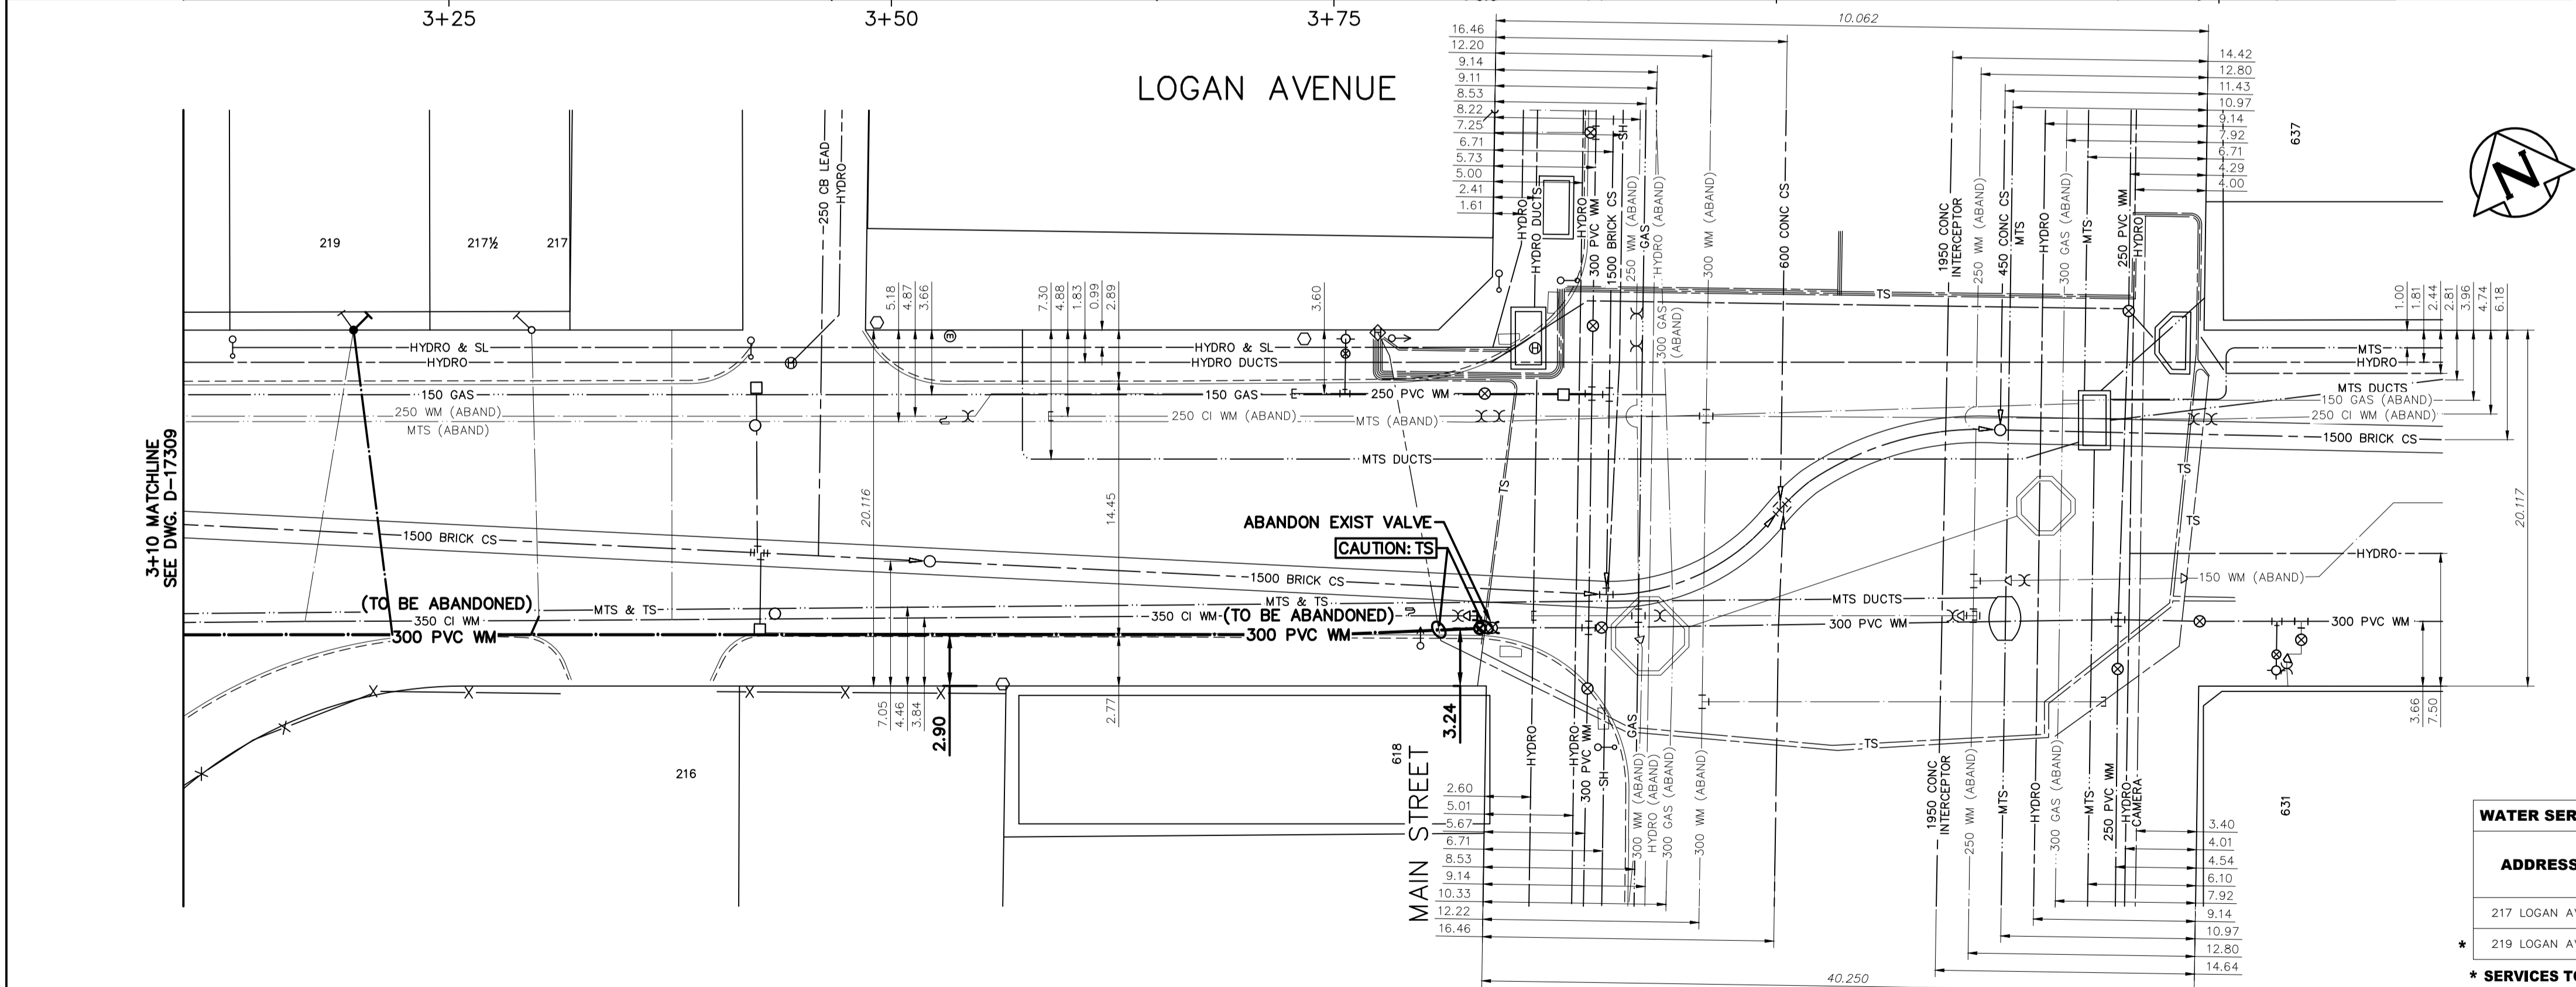 3+25
3+50
3+75
LOGAN AVENUE
10.062
16.46
12.20
9.14
9.11
8.53
8.22
7.25
6.71
5.73
5.00
2.41
1.61
14.42
12.80
11.43
10.97
9.14
7.92
6.71
4.29
4.00
637
N
250 CB LEAD
HYDRO
219
217½
217
HYDRO
HYDRO DUCTS
HYDRO
300 PVC WM
1500 BRICK CS
SH
250 WM (ABAND)
GAS
HYDRO (ABAND)
300 GAS
(ABAND)
300 WM (ABAND)
600 CONC CS
1950 CONC
INTERCEPTOR
250 WM (ABAND)
450 CONC CS
MTS
HYDRO
300 GAS (ABAND)
MTS
250 PVC WM
HYDRO
5.18
4.87
3.66
7.30
4.88
1.83
0.99
2.89
3.60
1.00
1.81
2.44
2.81
3.96
4.74
6.18
TS
HYDRO & SL
HYDRO
HYDRO & SL
HYDRO DUCTS
MTS
HYDRO
150 GAS
150 GAS
250 PVC WM
MTS DUCTS
150 GAS (ABAND)
250 WM (ABAND)
250 CI WM (ABAND)
MTS (ABAND)
250 CI WM (ABAND)
MTS (ABAND)
1500 BRICK CS
MTS DUCTS
TS
TS
TS
3+10 MATCHLINE
SEE DWG. D-17309
20.116
14.45
20.117
ABANDON EXIST VALVE
CAUTION: TS
1500 BRICK CS
1500 BRICK CS
HYDRO
150 WM (ABAND)
(TO BE ABANDONED)
MTS & TS
MTS & TS
MTS DUCTS
350 CI WM
350 CI WM
(TO BE ABANDONED)
300 PVC WM
300 PVC WM
300 PVC WM
300 PVC WM
7.05
4.46
3.84
2.90
2.77
3.24
3.66
7.50
216
618
MAIN STREET
TS
HYDRO
HYDRO
300 PVC WM
SH
GAS
300 WM (ABAND)
HYDRO (ABAND)
300 GAS (ABAND)
300 WM (ABAND)
1950 CONC
INTERCEPTOR
250 WM (ABAND)
MTS
HYDRO
300 GAS (ABAND)
MTS
250 PVC WM
HYDRO
CAMERA
631
2.60
5.01
5.67
6.71
8.53
9.14
10.33
12.22
16.46
3.40
4.01
4.54
6.10
7.92
9.14
10.97
12.80
14.64
40.250
WATER SER
ADDRESS
217 LOGAN A
* 219 LOGAN A
* SERVICES T